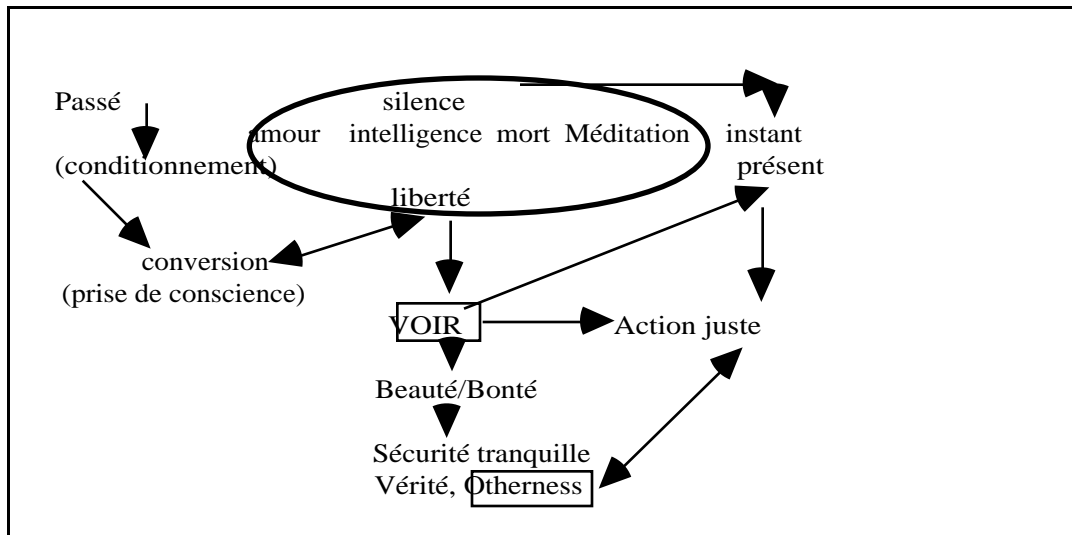 Passé
silence
amour intelligence mort Méditation
instant présent
(conditionnement)
liberté
conversion
(prise de conscience)
VOIR
Action juste
Beauté/Bonté
Sécurité tranquille
Vérité, Otherness